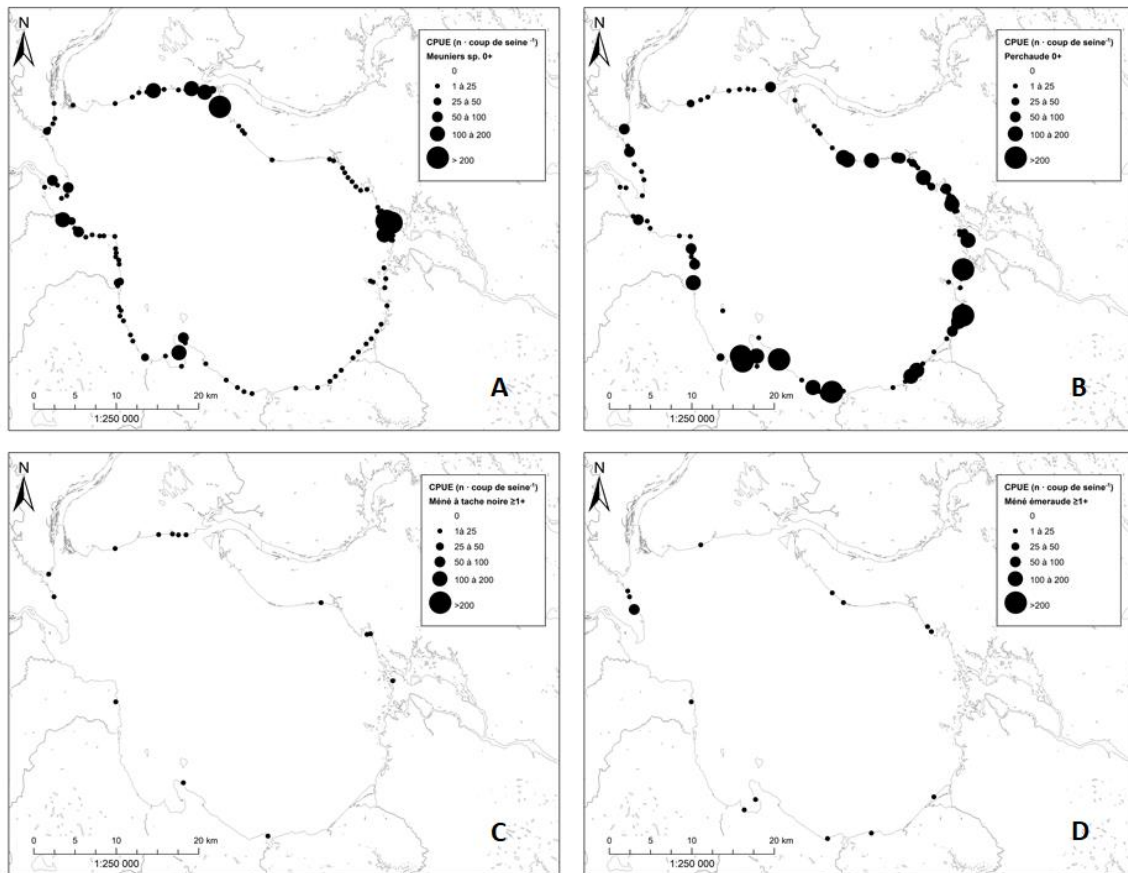 N
CPUE (n · coup de seine ⁻¹)
Meuniers sp. 0+
0
1 à 25
25 à 50
50 à 100
100 à 200
> 200
0 5 10 20 km
1:250 000
A
N
CPUE (n · coup de seine⁻¹)
Perchaude 0+
0
1 à 25
25 à 50
50 à 100
100 à 200
>200
0 5 10 20 km
1:250 000
B
N
CPUE (n · coup de seine⁻¹)
Méné à tache noire ≥1+
0
1à 25
25 à 50
50 à 100
100 à 200
>200
0 5 10 20 km
1:250 000
C
N
CPUE (n · coup de seine⁻¹)
Méné émeraude ≥1+
0
1 à 25
25 à 50
50 à 100
100 à 200
>200
0 5 10 20 km
1:250 000
D